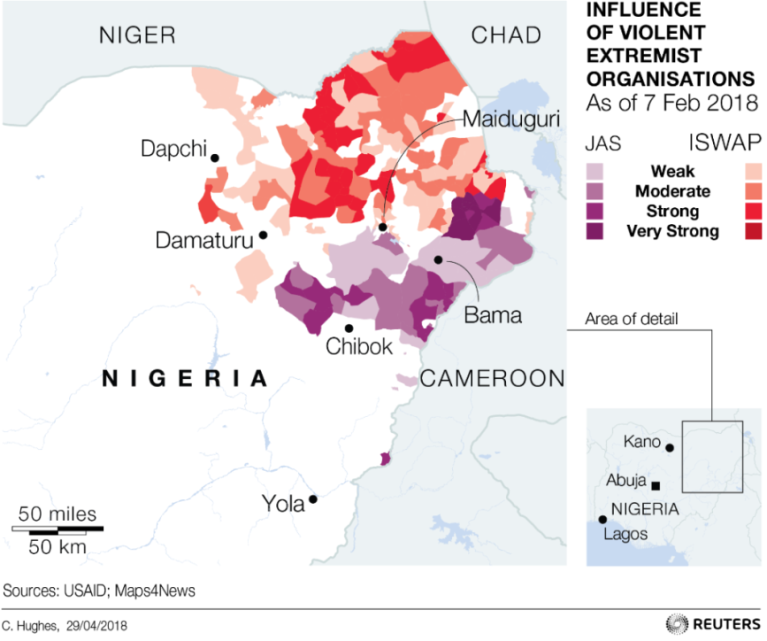 INFLUENCE
OF VIOLENT
EXTREMIST
ORGANISATIONS
As of 7 Feb 2018
JAS
ISWAP
Weak
Moderate
Strong
Very Strong
NIGER
CHAD
Maiduguri
Dapchi
Damaturu
Bama
Chibok
NIGERIA
CAMEROON
Yola
50 miles
50 km
Area of detail
Kano
Abuja
NIGERIA
Lagos
Sources: USAID; Maps4News
C. Hughes, 29/04/2018
REUTERS